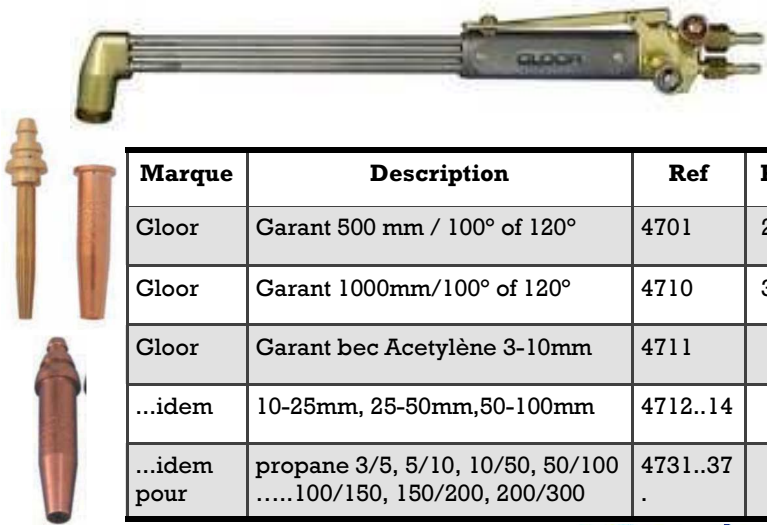 GLOOR
Marque Description Ref
Gloor Garant 500 mm / 100° of 120° 4701 2
Gloor Garant 1000mm/100° of 120° 4710 3
Gloor Garant bec Acetylène 3-10mm 4711
...idem 10-25mm, 25-50mm,50-100mm 4712..14
...idem propane 3/5, 5/10, 10/50, 50/100 4731..37
pour .....100/150, 150/200, 200/300 .